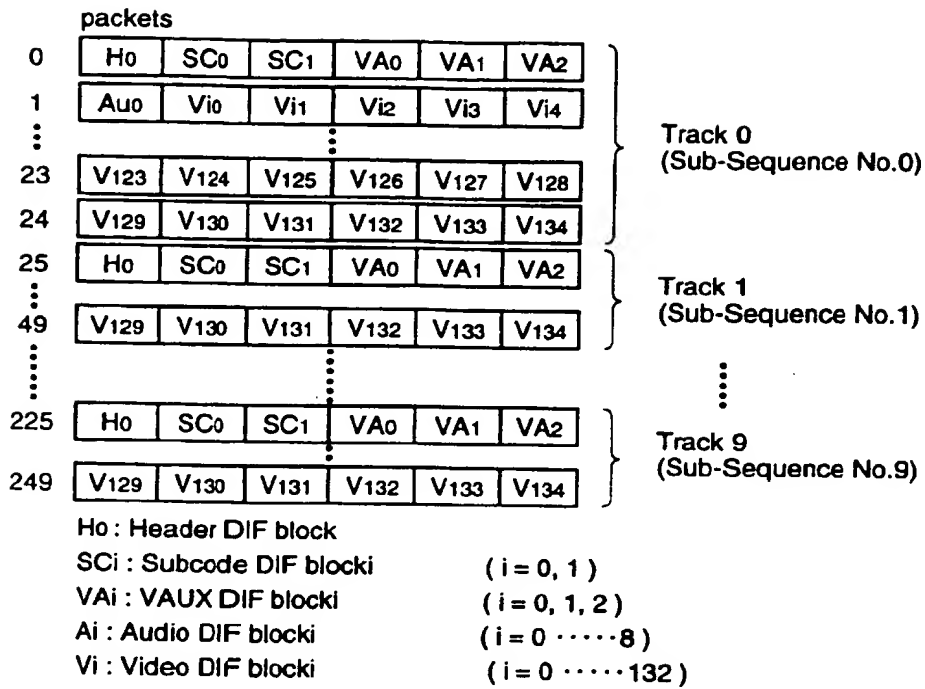 packets
0 H0 SC0 SC1 VA0 VA1 VA2
1 Au0 Vi0 Vi1 Vi2 Vi3 Vi4
Track 0
(Sub-Sequence No.0)
23 V123 V124 V125 V126 V127 V128
24 V129 V130 V131 V132 V133 V134
25 H0 SC0 SC1 VA0 VA1 VA2
Track 1
(Sub-Sequence No.1)
49 V129 V130 V131 V132 V133 V134
225 H0 SC0 SC1 VA0 VA1 VA2
Track 9
(Sub-Sequence No.9)
249 V129 V130 V131 V132 V133 V134
H0 : Header DIF block
SCi : Subcode DIF blocki ( i = 0, 1 )
VAi : VAUX DIF blocki ( i = 0, 1, 2 )
Ai : Audio DIF blocki ( i = 0 ·····8 )
Vi : Video DIF blocki ( i = 0 ·····132 )